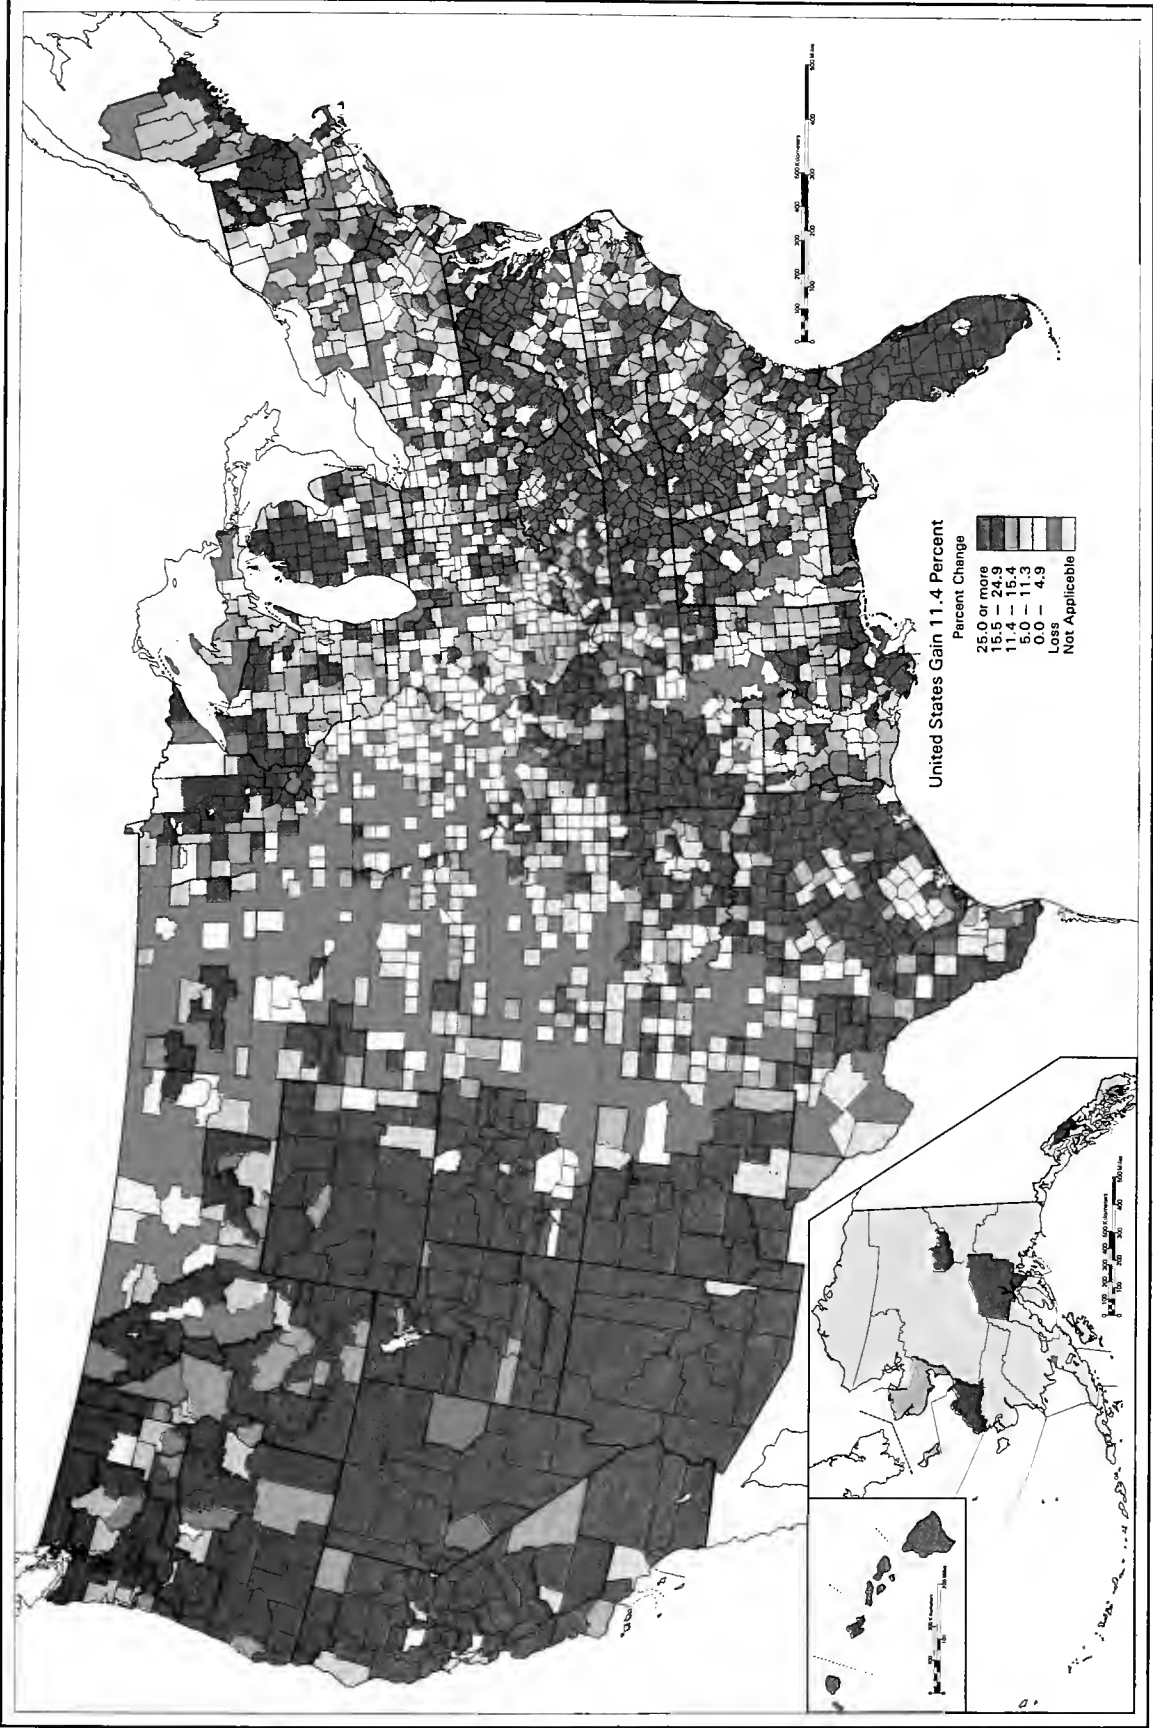 United States Gain 11.4 Percent
Percent Change
25.0 or more
15.5 – 24.9
11.4 – 15.4
5.0 – 11.3
0.0 – 4.9
Loss
Not Applicable